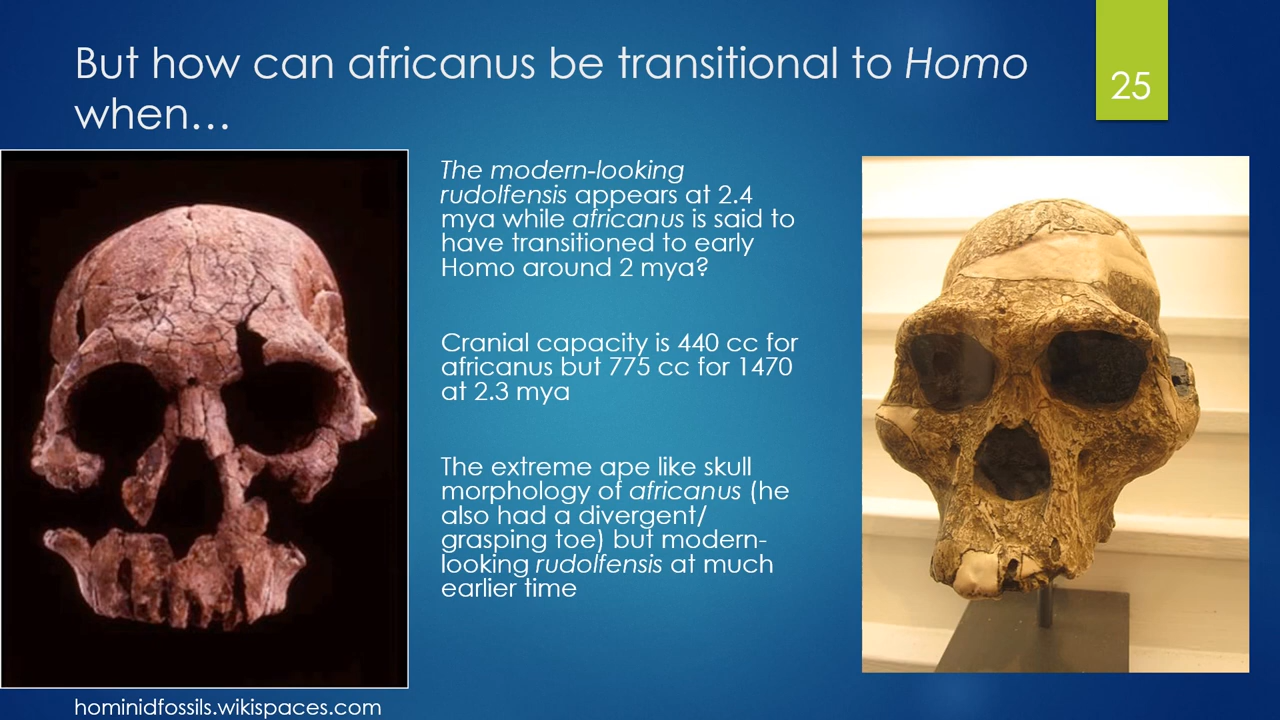 But how can africanus be transitional to Homo
when…
25
The modern-looking
rudolfensis appears at 2.4
mya while africanus is said to
have transitioned to early
Homo around 2 mya?
Cranial capacity is 440 cc for
africanus but 775 cc for 1470
at 2.3 mya
The extreme ape like skull
morphology of africanus (he
also had a divergent/
grasping toe) but modern-
looking rudolfensis at much
earlier time
hominidfossils.wikispaces.com